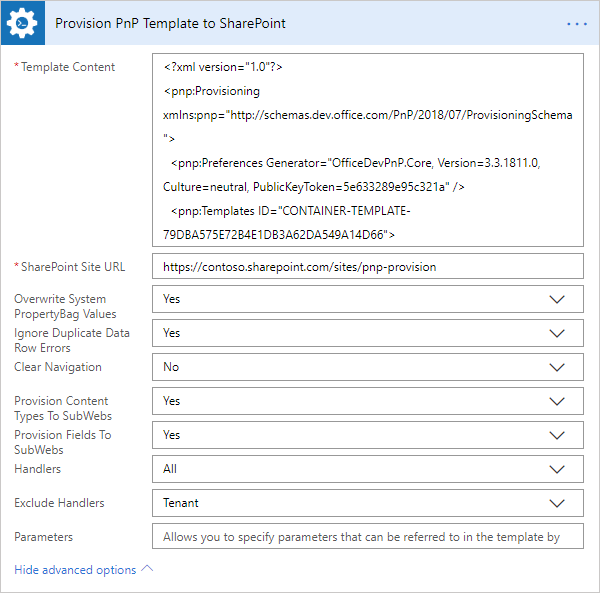 Provision PnP Template to SharePoint
* Template Content
<?xml version="1.0"?>
<pnp:Provisioning
xmlns:pnp="http://schemas.dev.office.com/PnP/2018/07/ProvisioningSchema
">
<pnp:Preferences Generator="OfficeDevPnP.Core, Version=3.3.1811.0,
Culture=neutral, PublicKeyToken=5e633289e95c321a" />
<pnp:Templates ID="CONTAINER-TEMPLATE-
79DBA575E72B4E1DB3A62DA549A14D66">
* SharePoint Site URL
https://contoso.sharepoint.com/sites/pnp-provision
Overwrite System
PropertyBag Values
Yes
Ignore Duplicate Data
Row Errors
Yes
Clear Navigation
No
Provision Content
Types To SubWebs
Yes
Provision Fields To
SubWebs
Yes
Handlers
All
Exclude Handlers
Tenant
Parameters
Allows you to specify parameters that can be referred to in the template by
Hide advanced options